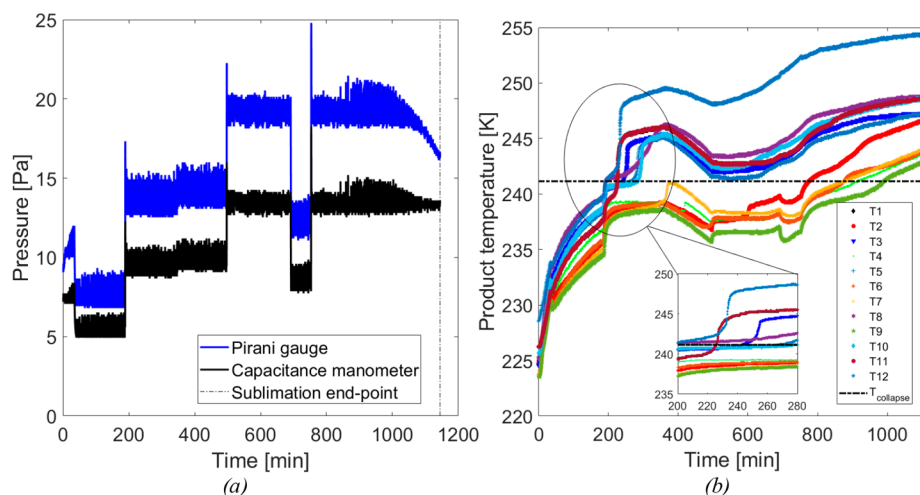 25
20
15
10
5
0
Pressure [Pa]
Pirani gauge
Capacitance manometer
Sublimation end-point
0 200 400 600 800 1000 1200
Time [min]
(a)
255
250
245
240
235
230
225
220
Product temperature [K]
T1
T2
T3
T4
T5
T6
T7
T8
T9
T10
T11
T12
Tcollapse
250
245
240
235
200 220 240 260 280
0 200 400 600 800 1000
Time [min]
(b)